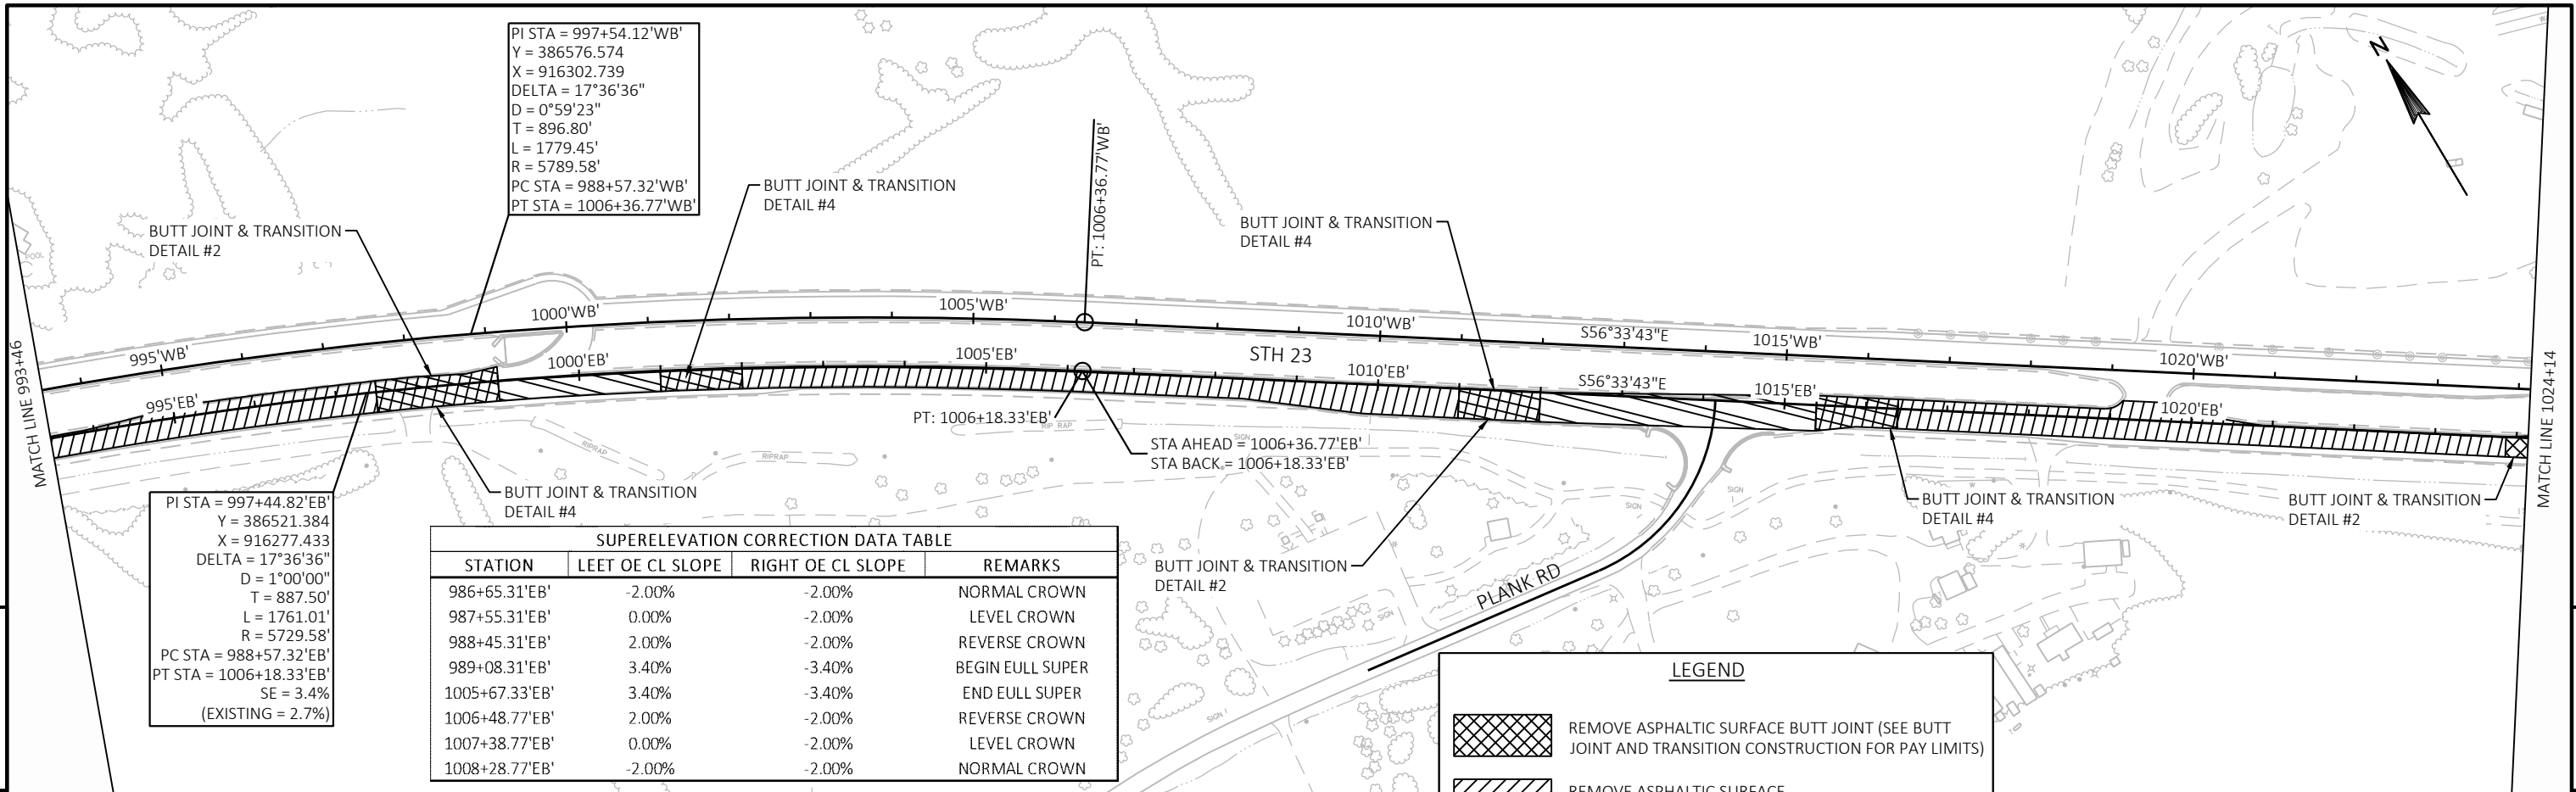 PI STA = 997+54.12'WB'
Y = 386576.574
X = 916302.739
DELTA = 17°36'36"
D = 0°59'23"
T = 896.80'
L = 1779.45'
R = 5789.58'
PC STA = 988+57.32'WB'
PT STA = 1006+36.77'WB'
N
BUTT JOINT & TRANSITION
DETAIL #4
BUTT JOINT & TRANSITION
DETAIL #2
PT: 1006+36.77'WB'
BUTT JOINT & TRANSITION
DETAIL #4
POOL
MATCH LINE 993+46
995'WB'
1000'WB'
1005'WB'
1010'WB'
S56°33'43"E
1015'WB'
1020'WB'
STH 23
995'EB'
1000'EB'
1005'EB'
1010'EB'
S56°33'43"E
1015'EB'
1020'EB'
MATCH LINE 1024+14
PT: 1006+18.33'EB'
RIP RAP
SIGN
STA AHEAD = 1006+36.77'EB'
STA BACK = 1006+18.33'EB'
RIPRAP
RIPRAP
SIGN
SIGN
SIGN
BUTT JOINT & TRANSITION
DETAIL #4
BUTT JOINT & TRANSITION
DETAIL #4
BUTT JOINT & TRANSITION
DETAIL #2
BUTT JOINT & TRANSITION
DETAIL #2
PLANK RD
SIGN
SIGN
PI STA = 997+44.82'EB'
Y = 386521.384
X = 916277.433
DELTA = 17°36'36"
D = 1°00'00"
T = 887.50'
L = 1761.01'
R = 5729.58'
PC STA = 988+57.32'EB'
PT STA = 1006+18.33'EB'
SE = 3.4%
(EXISTING = 2.7%)
SUPERELEVATION CORRECTION DATA TABLE
STATION LEET OE CL SLOPE RIGHT OE CL SLOPE REMARKS
986+65.31'EB' -2.00% -2.00% NORMAL CROWN
987+55.31'EB' 0.00% -2.00% LEVEL CROWN
988+45.31'EB' 2.00% -2.00% REVERSE CROWN
989+08.31'EB' 3.40% -3.40% BEGIN EULL SUPER
1005+67.33'EB' 3.40% -3.40% END EULL SUPER
1006+48.77'EB' 2.00% -2.00% REVERSE CROWN
1007+38.77'EB' 0.00% -2.00% LEVEL CROWN
1008+28.77'EB' -2.00% -2.00% NORMAL CROWN
LEGEND
REMOVE ASPHALTIC SURFACE BUTT JOINT (SEE BUTT
JOINT AND TRANSITION CONSTRUCTION FOR PAY LIMITS)
REMOVE ASPHALTIC SURFACE